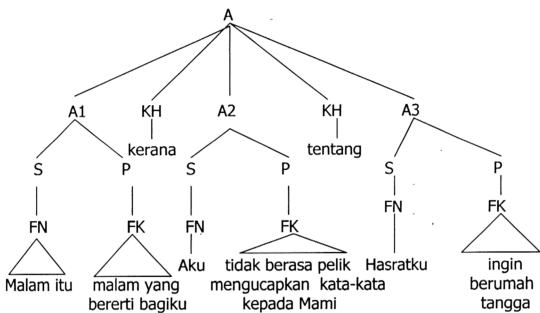 A
A1 KH A2 KH A3
kerana tentang
S P S P S P
FN FK FN FK FN FK
Malam itu malam yang bererti bagiku Aku tidak berasa pelik mengucapkan kata-kata kepada Mami Hasratku ingin berumah tangga